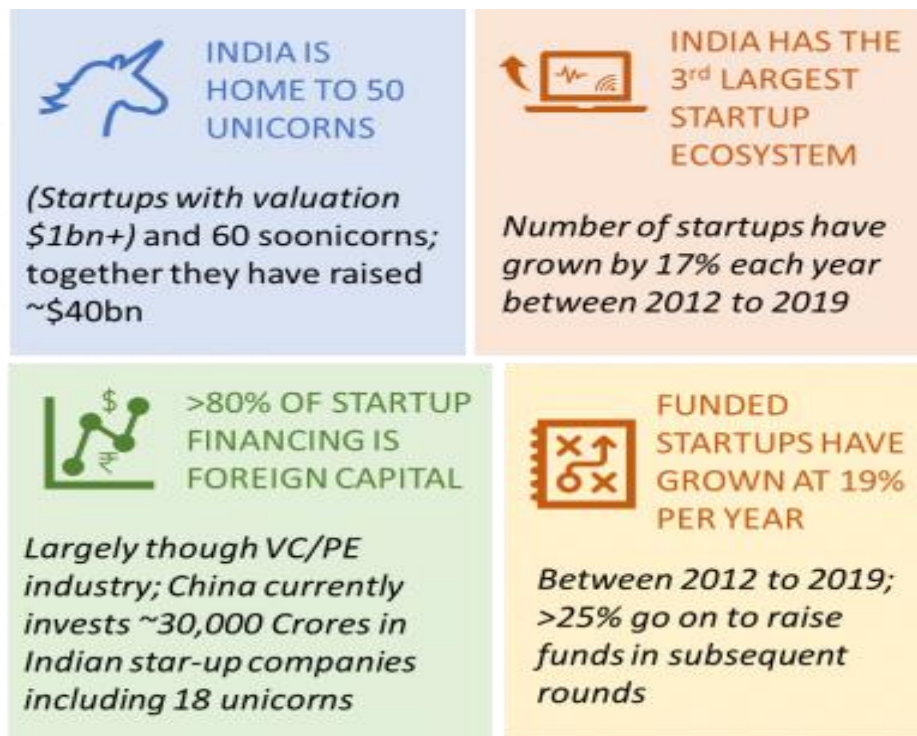 INDIA IS
HOME TO 50
UNICORNS
(Startups with valuation
$1bn+) and 60 soonicorns;
together they have raised
~$40bn
INDIA HAS THE
3rd LARGEST
STARTUP
ECOSYSTEM
Number of startups have
grown by 17% each year
between 2012 to 2019
$
₹
>80% OF STARTUP
FINANCING IS
FOREIGN CAPITAL
Largely though VC/PE
industry; China currently
invests ~30,000 Crores in
Indian star-up companies
including 18 unicorns
FUNDED
STARTUPS HAVE
GROWN AT 19%
PER YEAR
Between 2012 to 2019;
>25% go on to raise
funds in subsequent
rounds